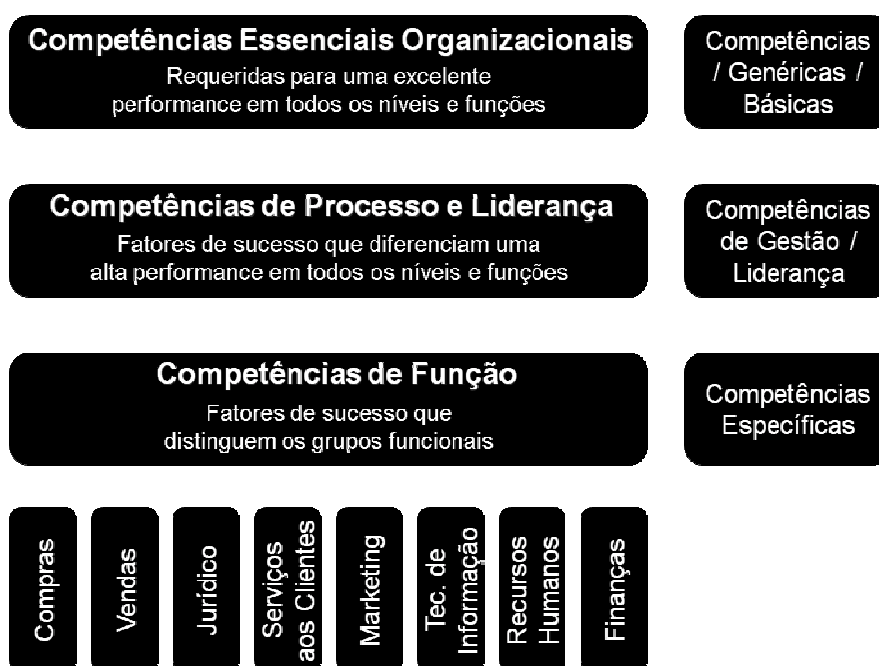 Competências Essenciais Organizacionais
Requeridas para uma excelente
performance em todos os níveis e funções
Competências
/ Genéricas /
Básicas
Competências de Processo e Liderança
Fatores de sucesso que diferenciam uma
alta performance em todos os níveis e funções
Competências
de Gestão /
Liderança
Competências de Função
Fatores de sucesso que
distinguem os grupos funcionais
Competências
Específicas
Compras
Vendas
Jurídico
Serviços
aos Clientes
Marketing
Tec. de
Informação
Recursos
Humanos
Finanças